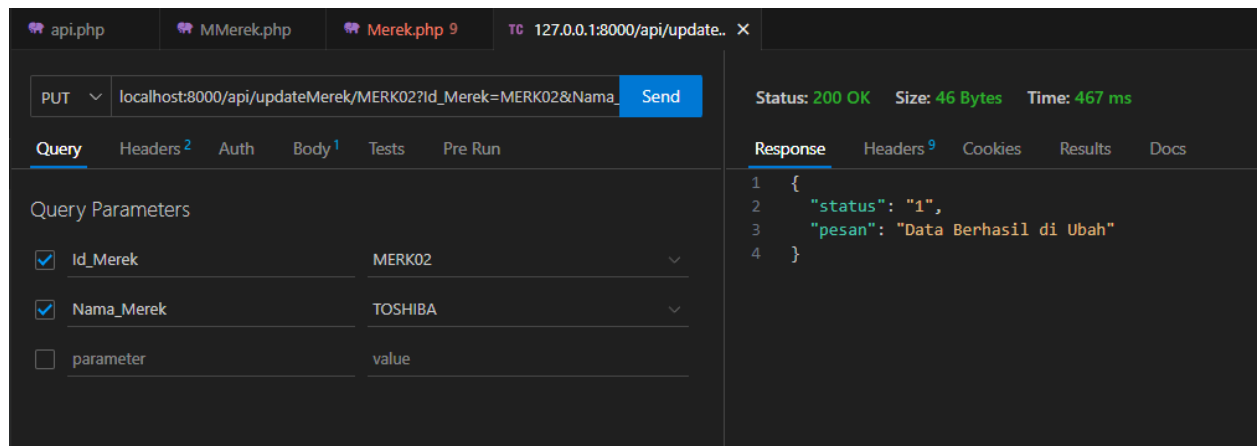 api.php MMerek.php Merek.php 9 TC 127.0.0.1:8000/api/update.. ×
PUT localhost:8000/api/updateMerek/MERK02?Id_Merek=MERK02&Nama_ Send
Query Headers 2 Auth Body 1 Tests Pre Run
Query Parameters
Id_Merek MERK02
Nama_Merek TOSHIBA
parameter value
Status: 200 OK Size: 46 Bytes Time: 467 ms
Response Headers 9 Cookies Results Docs
1 {
2 "status": "1",
3 "pesan": "Data Berhasil di Ubah"
4 }